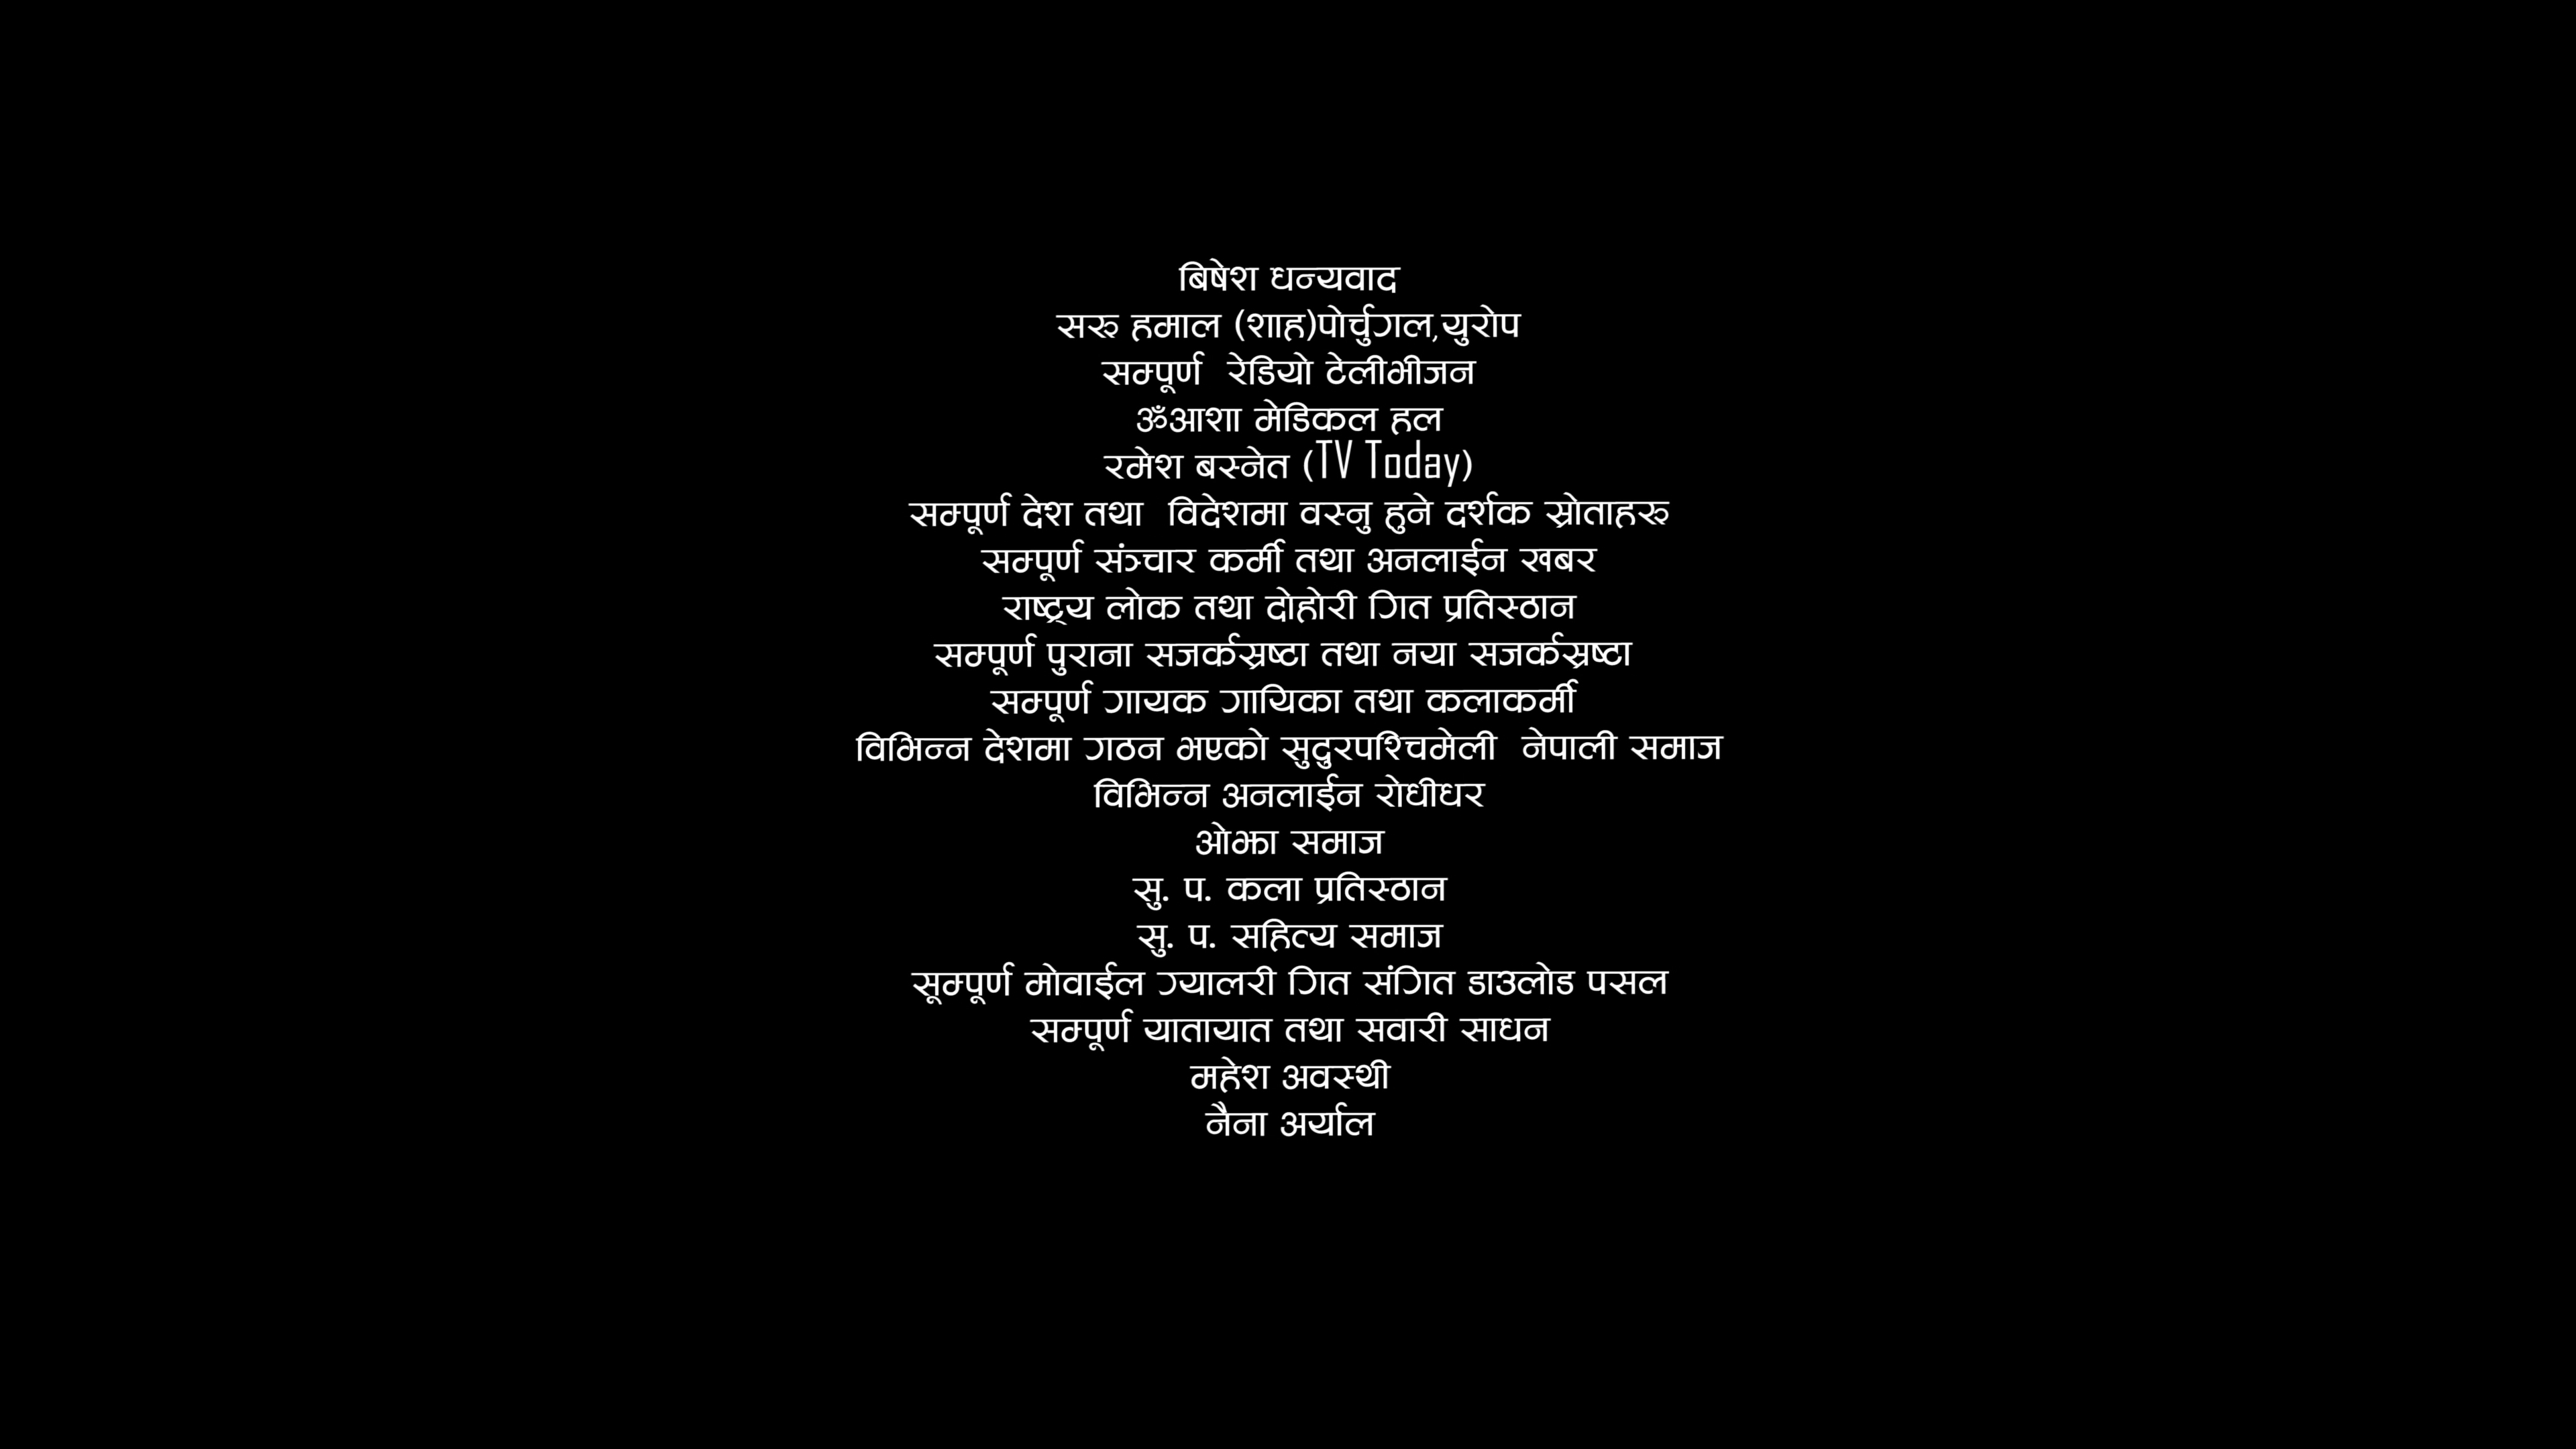 बिषेश धन्यवाद
सरू हमाल (शाह)पोर्चुगल,युरोप
सम्पूर्ण रेडियो टेलीभीजन
ॐआशा मेडिकल हल
रमेश बस्नेत (TV Today)
सम्पूर्ण देश तथा विदेशमा वस्नु हुने दर्शक स्रोताहरू
सम्पूर्ण संञ्चार कर्मी तथा अनलाईन खबर
राष्ट्र्य लोक तथा दोहोरी गित प्रतिस्ठान
सम्पूर्ण पुराना सजर्कस्रष्टा तथा नया सजर्कस्रष्टा
सम्पूर्ण गायक गायिका तथा कलाकर्मी
विभिन्न देशमा गठन भएको सुदुरपश्चिमेली नेपाली समाज
विभिन्न अनलाईन रोधीधर
ओझा समाज
सु. प. कला प्रतिस्ठान
सु. प. सहित्य समाज
सूम्पूर्ण मोवाईल ग्यालरी गित संगित डाउलोड पसल
सम्पूर्ण यातायात तथा सवारी साधन
महेश अवस्थी
नैना अर्याल